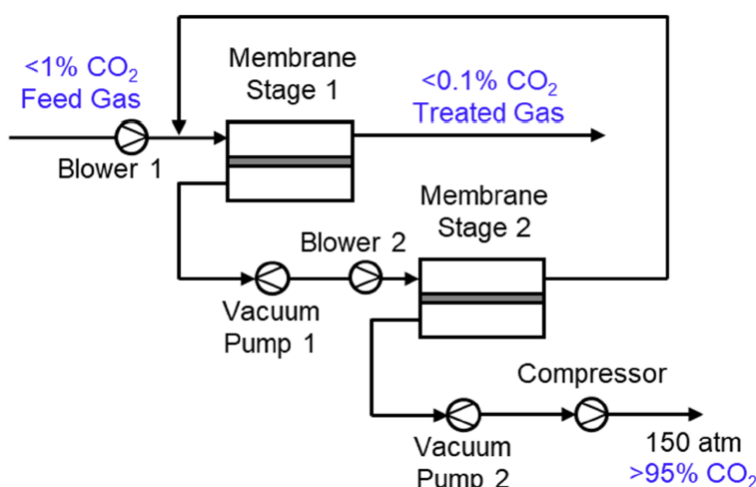 <1% CO₂
Feed Gas
Blower 1
Membrane
Stage 1
<0.1% CO₂
Treated Gas
Blower 2
Vacuum
Pump 1
Membrane
Stage 2
Compressor
Vacuum
Pump 2
150 atm
>95% CO₂